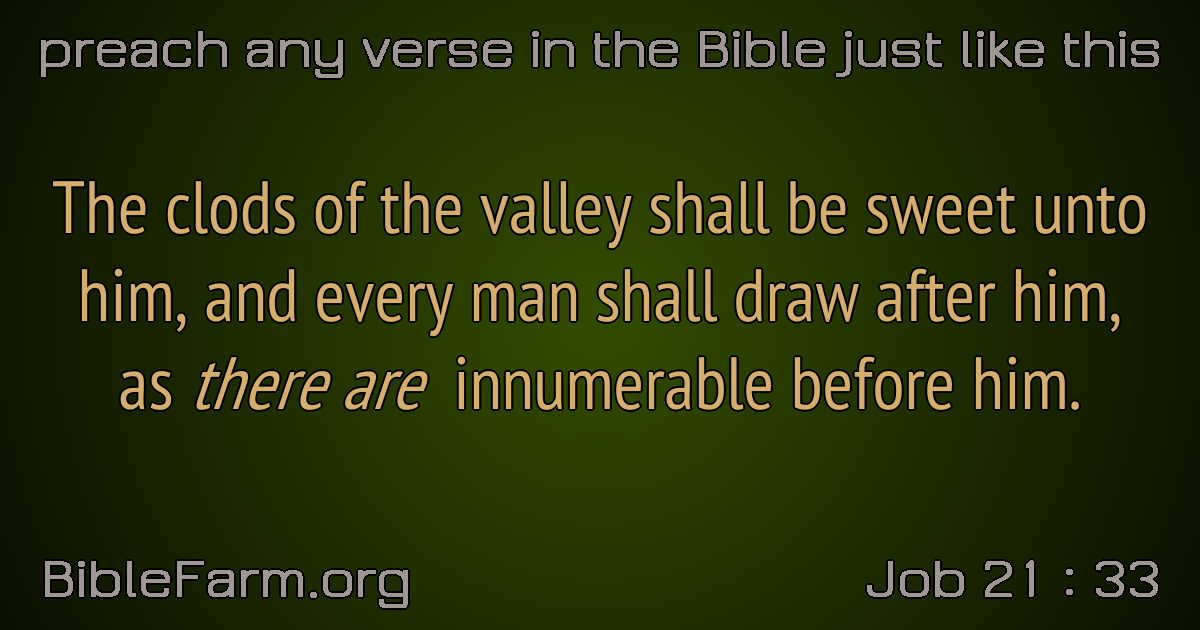 preach any verse in the Bible just like this
The clods of the valley shall be sweet unto
him, and every man shall draw after him,
as there are innumerable before him.
BibleFarm.org
Job 21 : 33